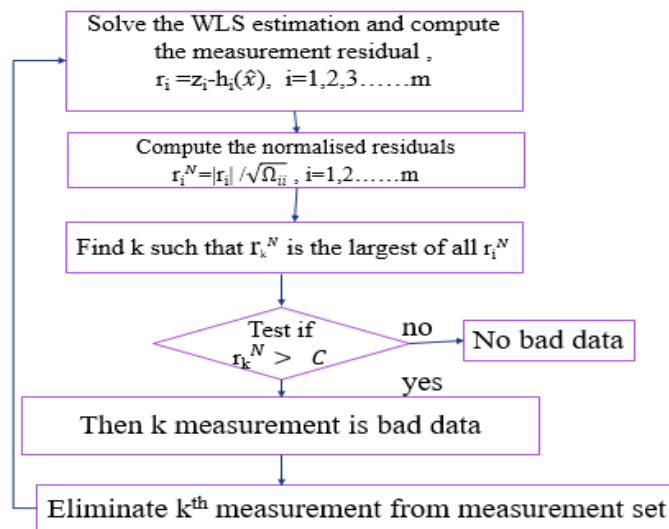 Solve the WLS estimation and compute
the measurement residual ,
rᵢ =zᵢ-hᵢ(x̂),  i=1,2,3......m
Compute the normalised residuals
rᵢᴺ=|rᵢ| /√Ωᵢᵢ , i=1,2......m
Find k such that rₖᴺ is the largest of all rᵢᴺ
Test if
rₖᴺ >  C
no
No bad data
yes
Then k measurement is bad data
Eliminate kᵗʰ measurement from measurement set